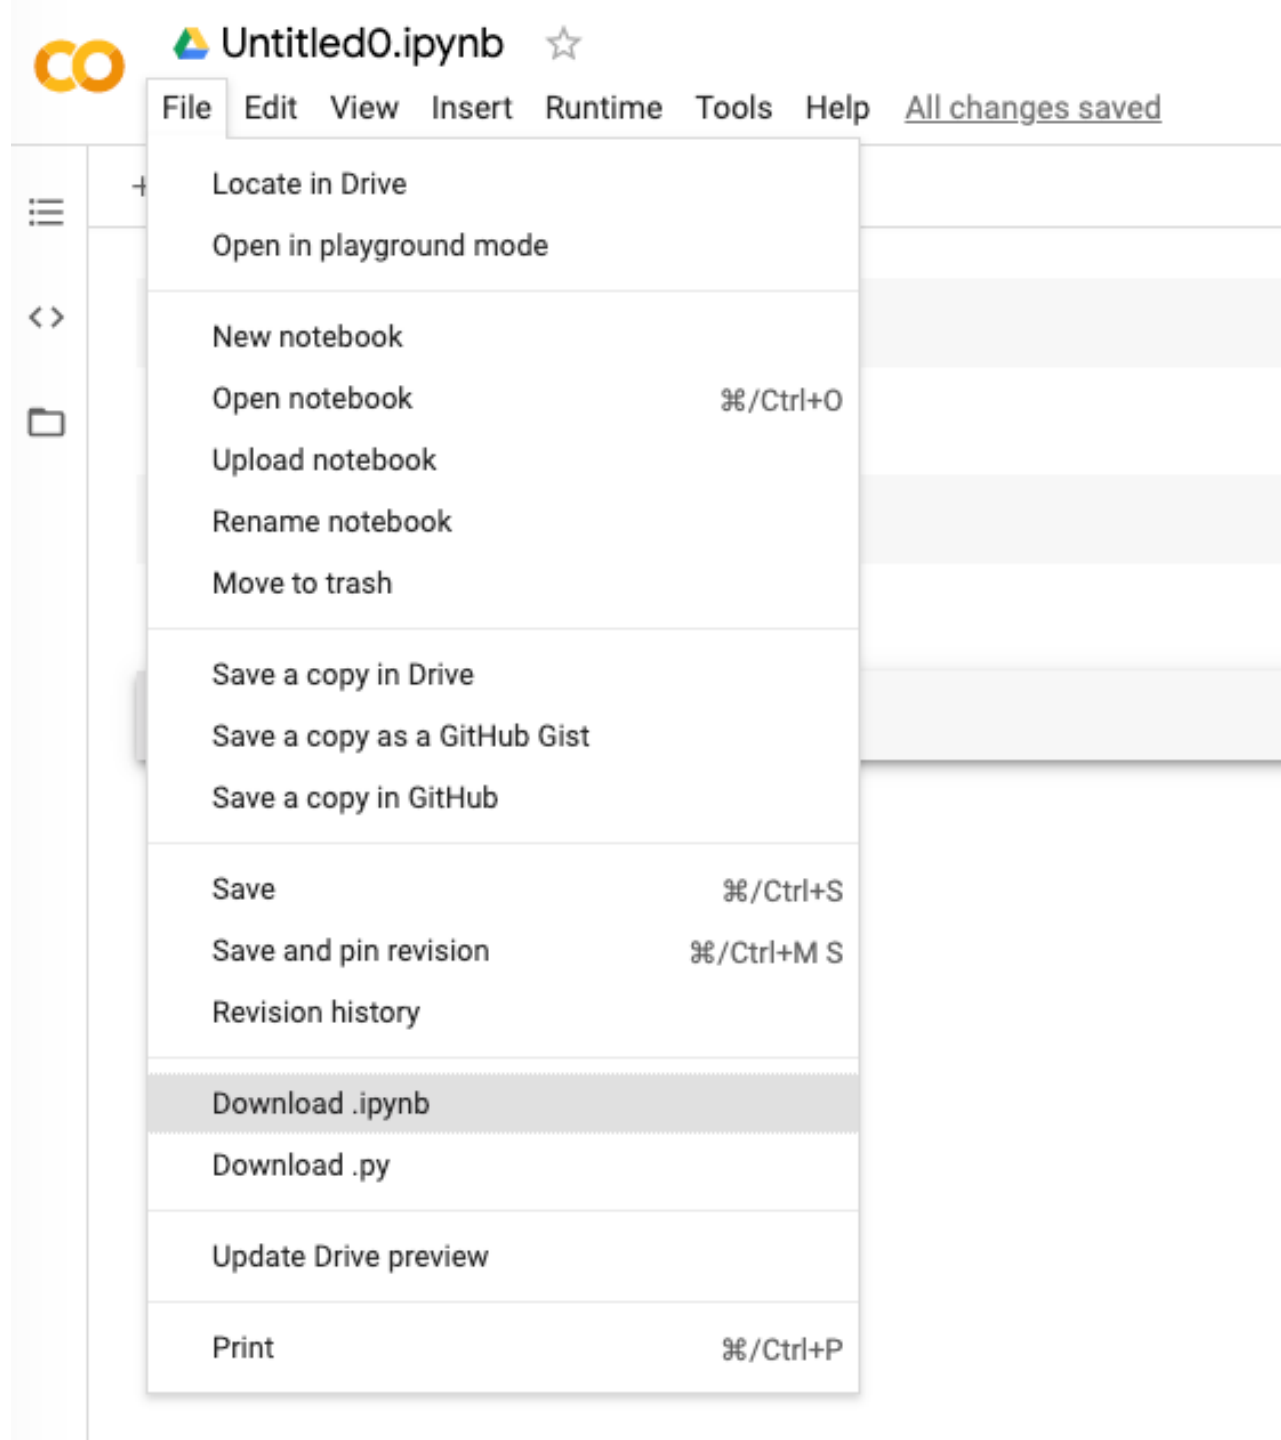 Untitled0.ipynb
File Edit View Insert Runtime Tools Help All changes saved
Locate in Drive
Open in playground mode
New notebook
Open notebook ⌘/Ctrl+O
Upload notebook
Rename notebook
Move to trash
Save a copy in Drive
Save a copy as a GitHub Gist
Save a copy in GitHub
Save ⌘/Ctrl+S
Save and pin revision ⌘/Ctrl+M S
Revision history
Download .ipynb
Download .py
Update Drive preview
Print ⌘/Ctrl+P